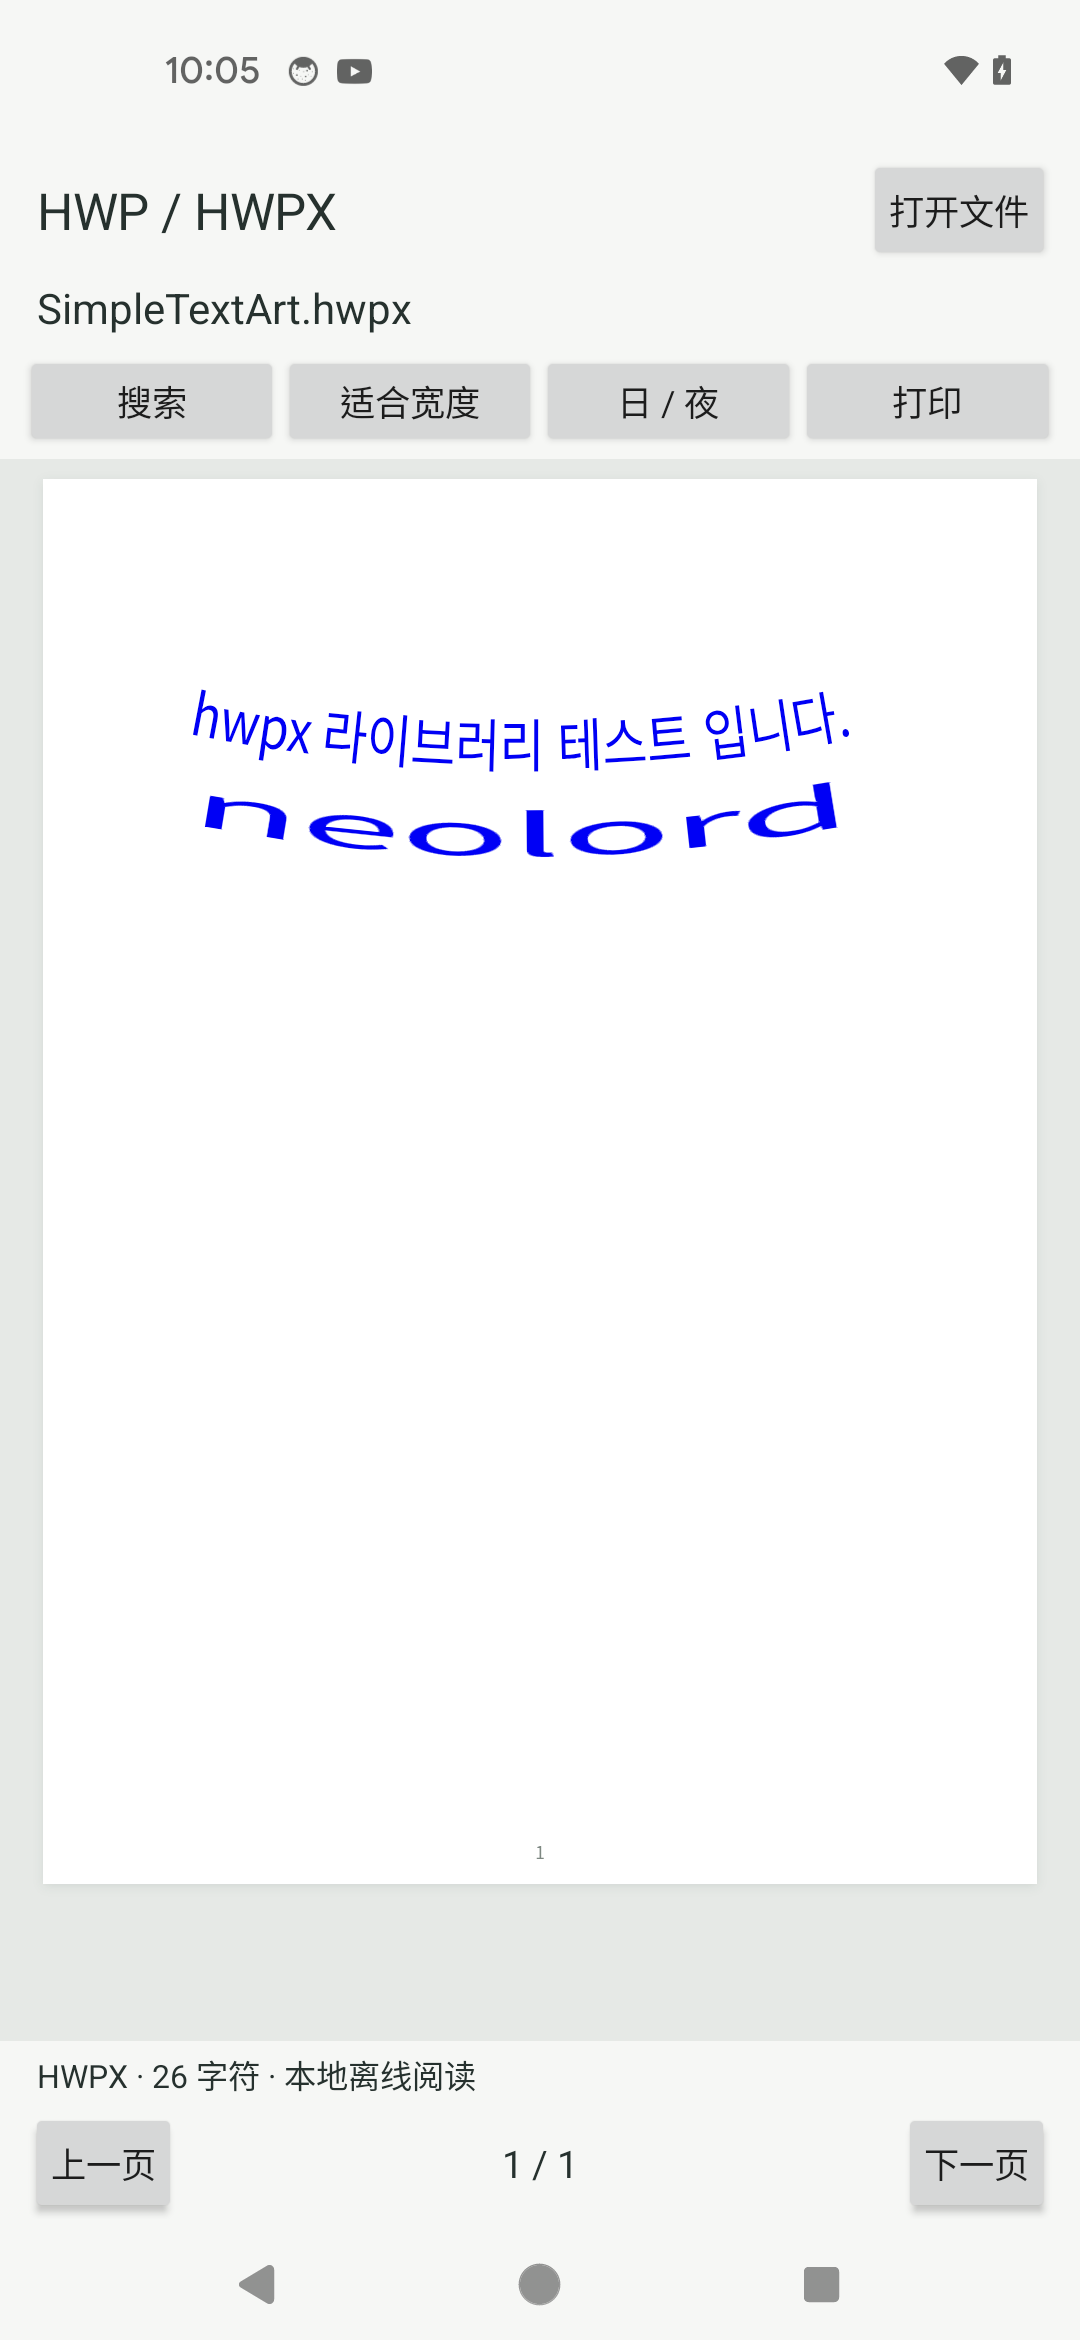 10:05
HWP / HWPX
打开文件
SimpleTextArt.hwpx
搜索
适合宽度
日 / 夜
打印
hwpx 라이브러리 테스트 입니다.
neolord
1
HWPX · 26 字符 · 本地离线阅读
上一页
1 / 1
下一页